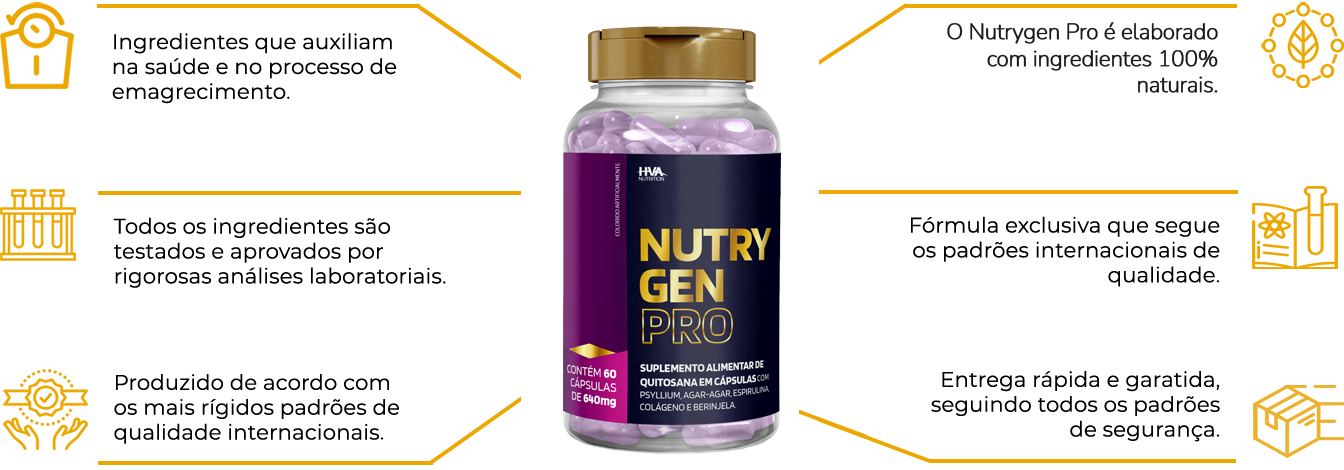 Ingredientes que auxiliam
na saúde e no processo de
emagrecimento.
Todos os ingredientes são
testados e aprovados por
rigorosas análises laboratoriais.
Produzido de acordo com
os mais rígidos padrões de
qualidade internacionais.
HVA
NUTRITION
COLORIDO ARTIFICIALMENTE
NUTRY
GEN
PRO
CONTÉM 60
CÁPSULAS
DE 640mg
SUPLEMENTO ALIMENTAR DE
QUITOSANA EM CÁPSULAS COM
PSYLLIUM, AGAR-AGAR, ESPIRULINA,
COLÁGENO E BERINJELA.
O Nutrygen Pro é elaborado
com ingredientes 100%
naturais.
Fórmula exclusiva que segue
os padrões internacionais de
qualidade.
Entrega rápida e garatida,
seguindo todos os padrões
de segurança.